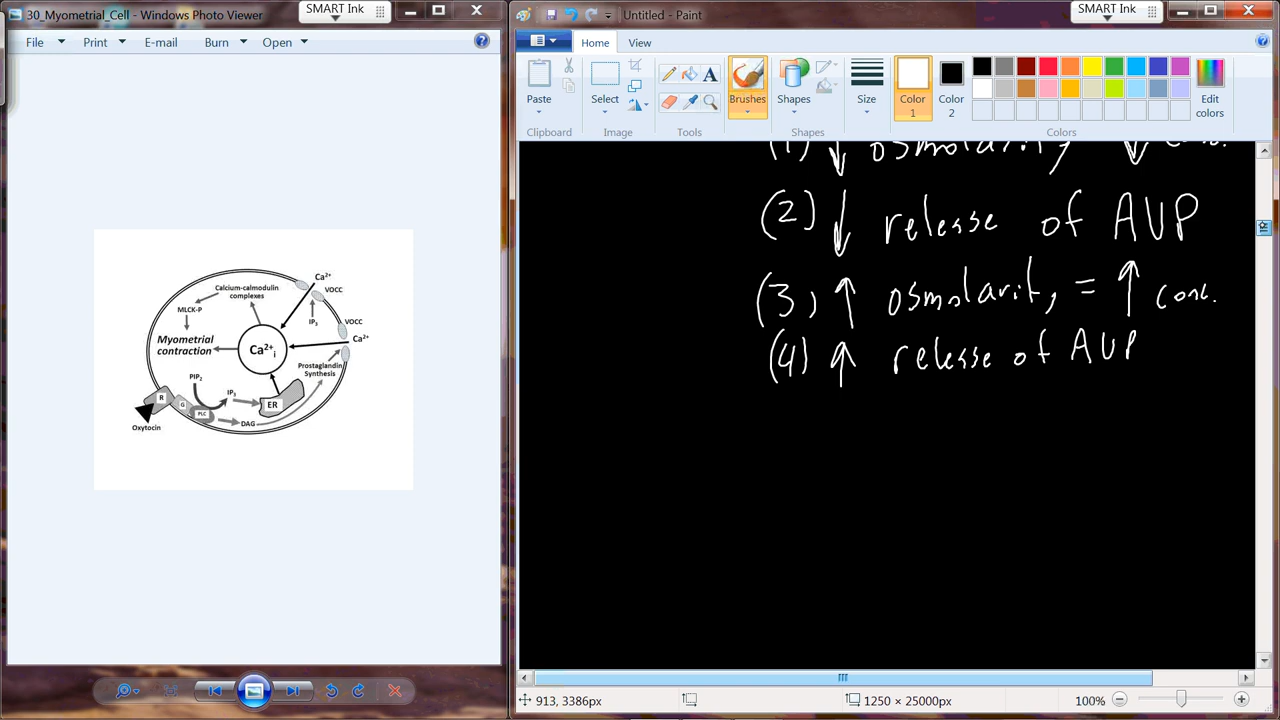 30_Myometrial_Cell - Windows Photo Viewer
SMART Ink
File Print E-mail Burn Open
Ca²⁺
Calcium-calmodulin
complexes
VOCC
MLCK-P
IP₃
VOCC
Ca²⁺
Myometrial
contraction
Ca²⁺i
Prostaglandin
Synthesis
PIP₂
IP₃
R
G
PLC
ER
DAG
Oxytocin
Untitled - Paint
SMART Ink
Home View
Paste
Select
Brushes
Shapes
Size
Color
1
Color
2
Edit
colors
Clipboard Image Tools Shapes Colors
(1) ↓ osmolarity ↓ conc.
(2) ↓ release of AVP
(3) ↑ osmolarity = ↑ conc.
(4) ↑ release of AVP
913, 3386px
1250 × 25000px
100%